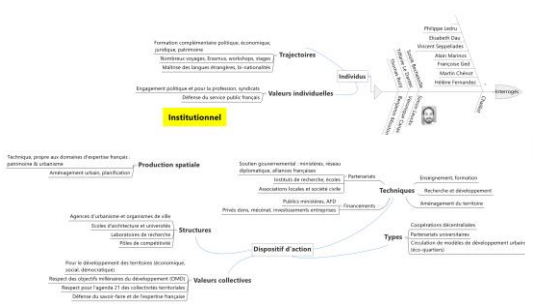 Philippe Ledru
Elisabeth Dau
Vincent Seppellades
Alain Marinos
Françoise Ged
Martin Chénot
Hélène Fernandez
Interrogés
Formation complémentaire politique, économique,
juridique, patrimoine
Nombreux voyages, Erasmus, workshops, stages
Maîtrise des langues étrangères, bi-nationalités
Trajectoires
Individus
Engagement politique et pour la profession, syndicats
Défense du service public français
Valeurs individuelles
Institutionnel
Technique, propre aux domaines d'expertise français :
patrimoine & urbanisme
Aménagement urbain, planification
Production spatiale
Soutien gouvernemental : ministères, réseau
diplomatique, alliances françaises
Instituts de recherche, écoles
Associations locales et société civile
Partenariats
Publics ministères, AFD
Privés dons, mécénat, investissements entreprises
Financements
Techniques
Enseignement, formation
Recherche et développement
Aménagement du territoire
Agences d'urbanisme et organismes de ville
Ecoles d'architecture et universités
Laboratoires de recherche
Pôles de compétitivité
Structures
Dispositif d'action
Types
Coopérations décentralisées
Partenariats universitaires
Circulation de modèles de développement urbain
(éco-quartiers)
Pour le développement des territoires (économique,
social, démocratique)
Respect des objectifs millénaires du développement (OMD)
Respect pour l'agenda 21 des collectivités territoriales
Défense du savoir-faire et de l'expertise française
Valeurs collectives